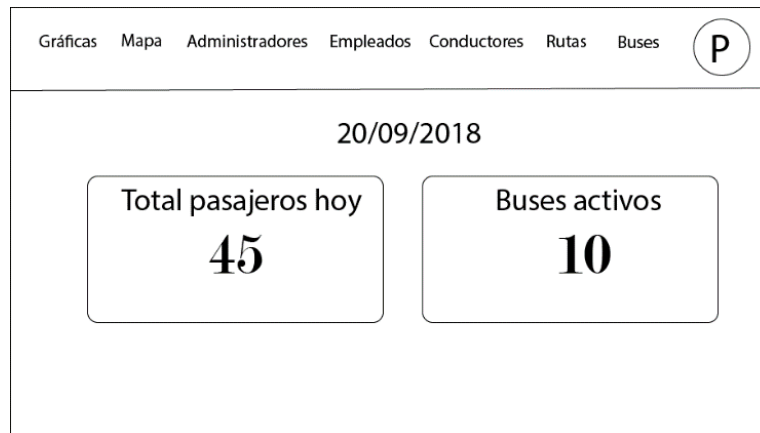 Gráficas Mapa Administradores Empleados Conductores Rutas Buses P
20/09/2018
Total pasajeros hoy
45
Buses activos
10